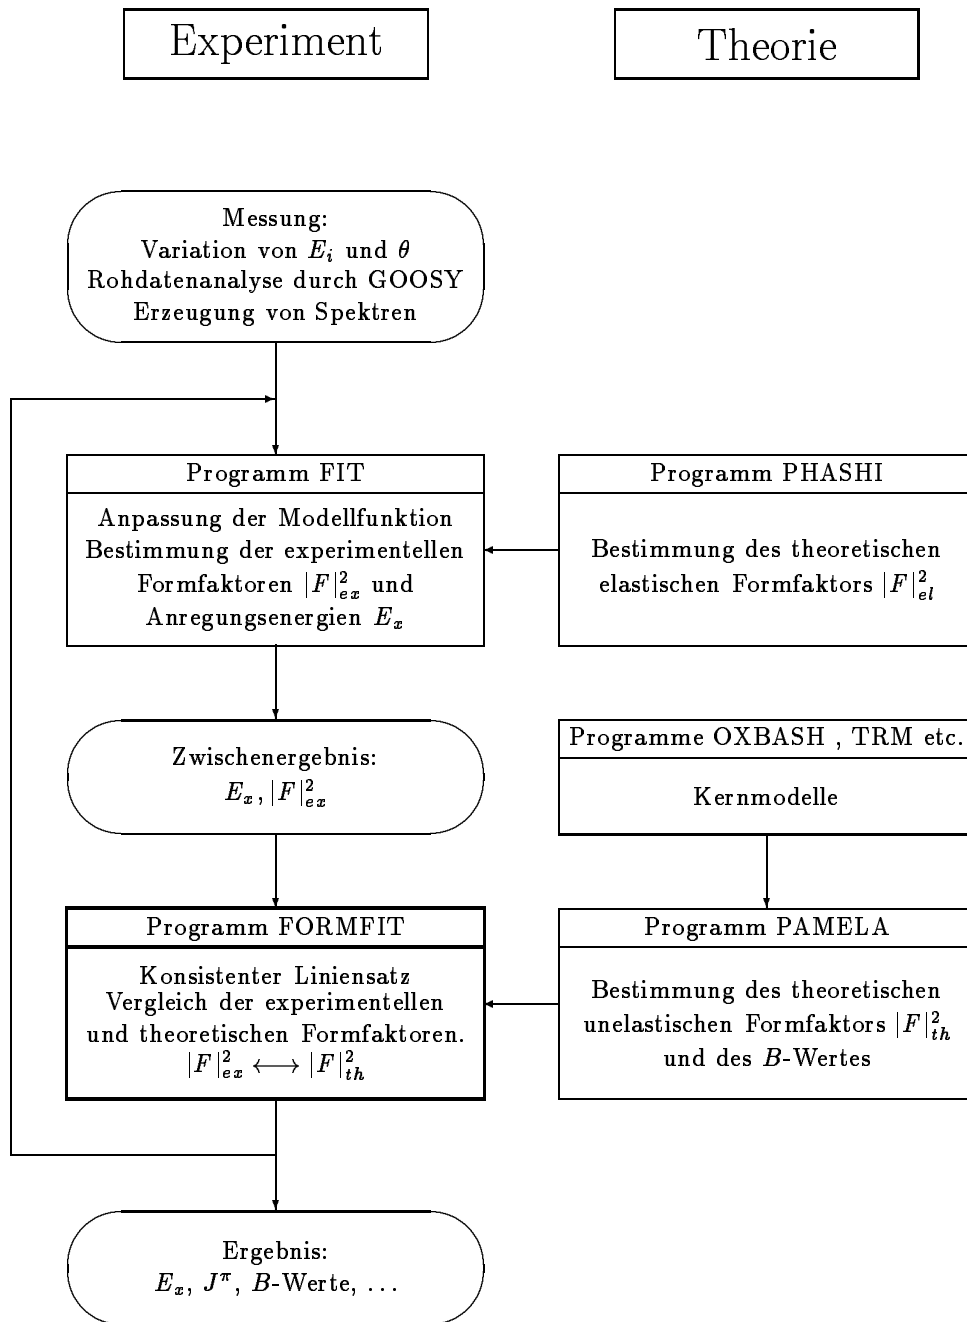 Experiment
Theorie
Messung:
Variation von $E_i$ und $\theta$
Rohdatenanalyse durch GOOSY
Erzeugung von Spektren
Programm FIT
Anpassung der Modellfunktion
Bestimmung der experimentellen
Formfaktoren $|F|^2_{ex}$ und
Anregungsenergien $E_x$
Programm PHASHI
Bestimmung des theoretischen
elastischen Formfaktors $|F|^2_{el}$
Zwischenergebnis:
$E_x, |F|^2_{ex}$
Programme OXBASH , TRM etc.
Kernmodelle
Programm FORMFIT
Konsistenter Liniensatz
Vergleich der experimentellen
und theoretischen Formfaktoren.
$|F|^2_{ex} \longleftrightarrow |F|^2_{th}$
Programm PAMELA
Bestimmung des theoretischen
unelastischen Formfaktors $|F|^2_{th}$
und des $B$-Wertes
Ergebnis:
$E_x$, $J^\pi$, $B$-Werte, ...